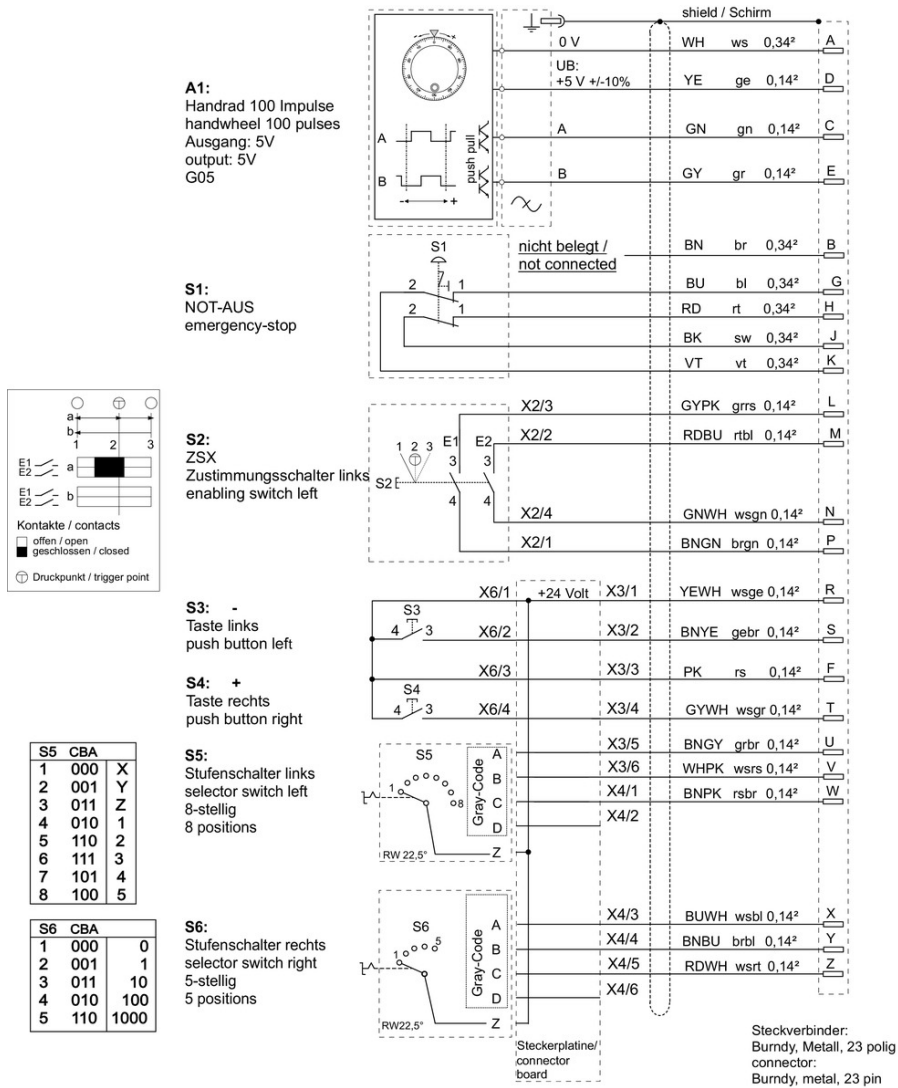 shield / Schirm
0 V WH ws 0,34² A
UB:
+5 V +/-10% YE ge 0,14² D
A1:
Handrad 100 Impulse
handwheel 100 pulses
Ausgang: 5V
output: 5V
G05
A
B
push pull
- +
A GN gn 0,14² C
B GY gr 0,14² E
nicht belegt /
not connected
BN br 0,34² B
S1
S1:
NOT-AUS
emergency-stop
2 1 BU bl 0,34² G
2 1 RD rt 0,34² H
BK sw 0,34² J
VT vt 0,34² K
a
b
1 2 3
E1
E2
a
E1
E2
b
Kontakte / contacts
offen / open
geschlossen / closed
T Druckpunkt / trigger point
S2:
ZSX
Zustimmungsschalter links
enabling switch left
S2
1 2 3
T
E1 E2
3 3
4 4
X2/3 GYPK grrs 0,14² L
X2/2 RDBU rtbl 0,14² M
X2/4 GNWH wsgn 0,14² N
X2/1 BNGN brgn 0,14² P
X6/1 +24 Volt X3/1 YEWH wsge 0,14² R
S3: -
Taste links
push button left
S3
4 3 X6/2 X3/2 BNYE gebr 0,14² S
X6/3 X3/3 PK rs 0,14² F
S4: +
Taste rechts
push button right
S4
4 3 X6/4 X3/4 GYWH wsgr 0,14² T
S5 CBA
1 000 X
2 001 Y
3 011 Z
4 010 1
5 110 2
6 111 3
7 101 4
8 100 5
S5:
Stufenschalter links
selector switch left
8-stellig
8 positions
S5
1
8
RW 22,5°
Gray-Code
A X3/5 BNGY grbr 0,14² U
B X3/6 WHPK wsrs 0,14² V
C X4/1 BNPK rsbr 0,14² W
D X4/2
Z
S6 CBA
1 000 0
2 001 1
3 011 10
4 010 100
5 110 1000
S6:
Stufenschalter rechts
selector switch right
5-stellig
5 positions
S6
1
5
RW22,5°
Gray-Code
A X4/3 BUWH wsbl 0,14² X
B X4/4 BNBU brbl 0,14² Y
C X4/5 RDWH wsrt 0,14² Z
D X4/6
Z
Steckerplatine/
connector
board
Steckverbinder:
Burndy, Metall, 23 polig
connector:
Burndy, metal, 23 pin